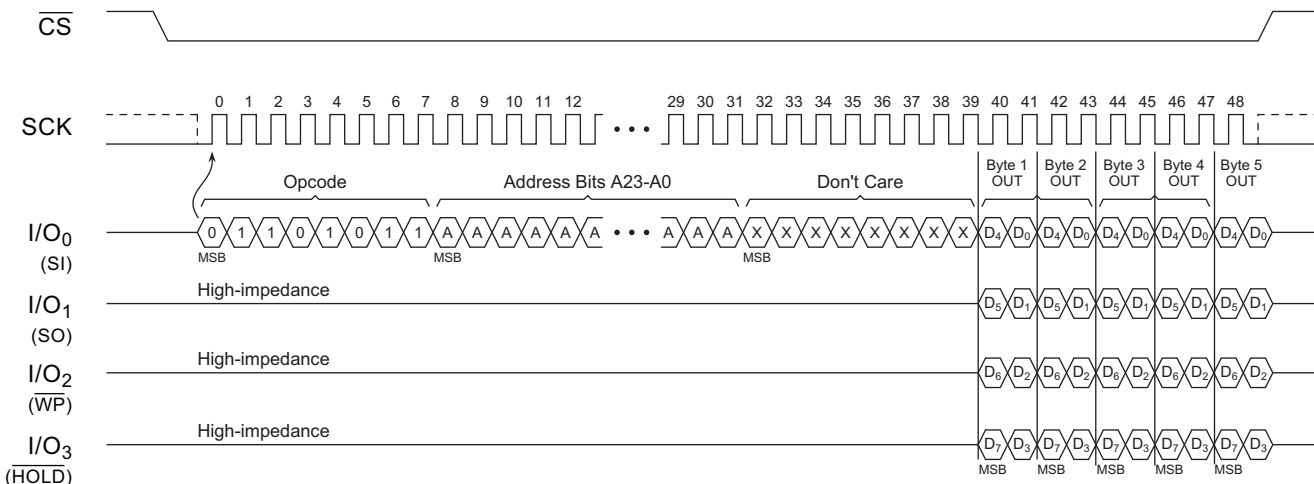 CS
SCK
0 1 2 3 4 5 6 7 8 9 10 11 12 • • • 29 30 31 32 33 34 35 36 37 38 39 40 41 42 43 44 45 46 47 48
Opcode
Address Bits A23-A0
Don't Care
Byte 1 OUT
Byte 2 OUT
Byte 3 OUT
Byte 4 OUT
Byte 5 OUT
I/O0 (SI)
0 1 1 0 1 0 1 1 A A A A A A • • • A A A X X X X X X X X D4 D0 D4 D0 D4 D0 D4 D0 D4 D0
MSB MSB MSB
I/O1 (SO)
High-impedance
D5 D1 D5 D1 D5 D1 D5 D1 D5 D1
I/O2 (WP)
High-impedance
D6 D2 D6 D2 D6 D2 D6 D2 D6 D2
I/O3 (HOLD)
High-impedance
D7 D3 D7 D3 D7 D3 D7 D3 D7 D3
MSB MSB MSB MSB MSB